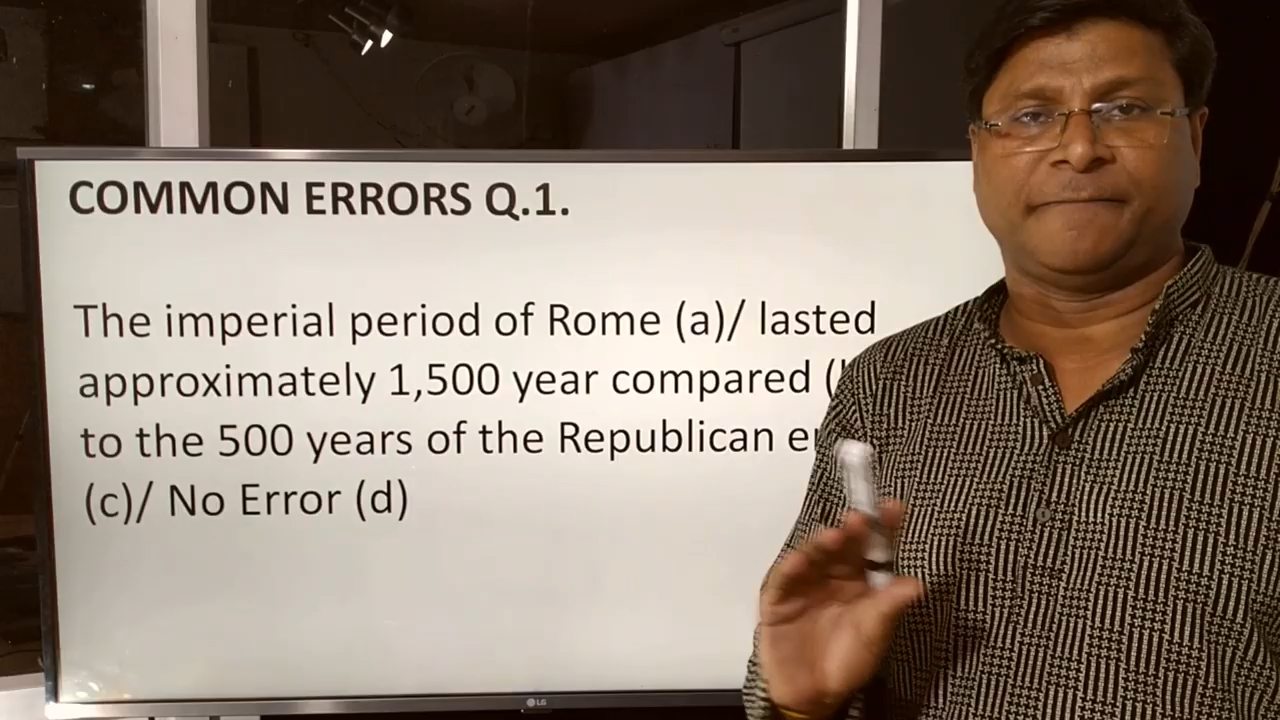 COMMON ERRORS Q.1.
The imperial period of Rome (a)/ lasted
approximately 1,500 year compared (
to the 500 years of the Republican
(c)/ No Error (d)
LG